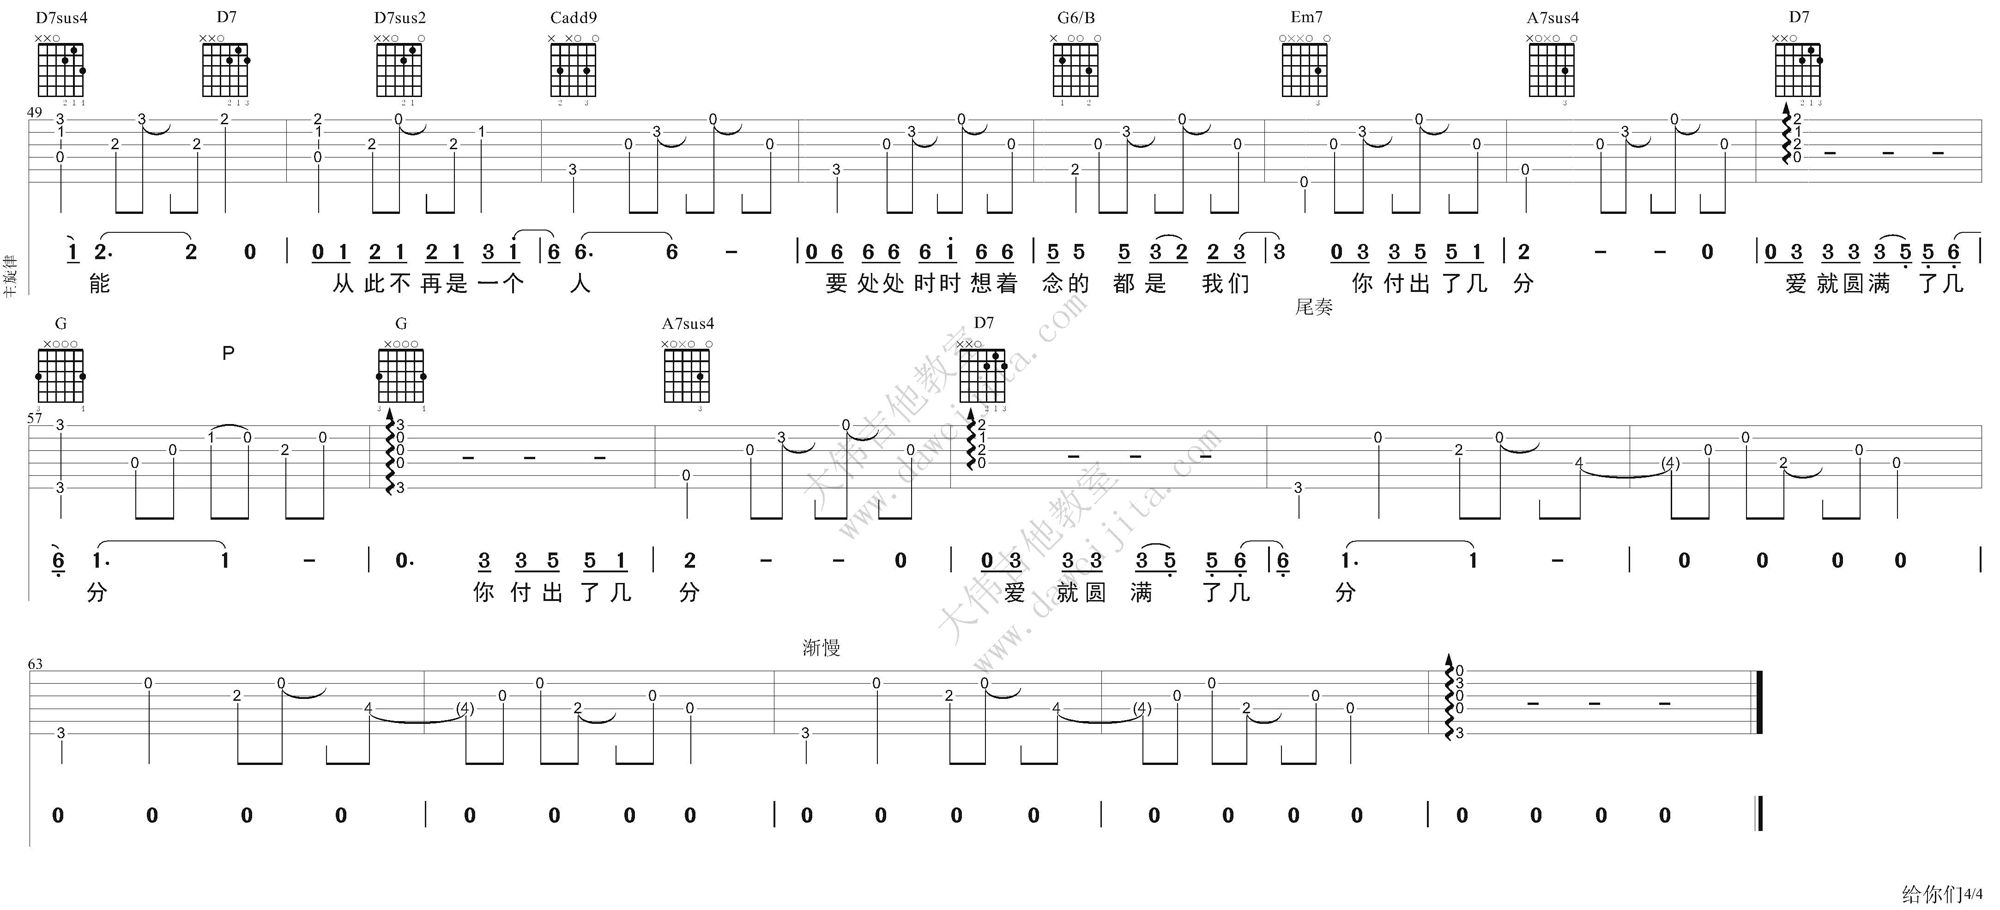 D7sus4 D7 D7sus2 Cadd9 G6/B Em7 A7sus4 D7
49
主旋律
1 2. 2 0 | 0 1 2 1 2 1 3 i | 6 6. 6 – | 0 6 6 6 6 i 6 6 | 5 5 5 3 2 2 3 | 3 0 3 3 5 5 1 | 2 – – 0 | 0 3 3 3 3 5 5 6 |
能 从此不再是一个 人 要处处时时想着 念的 都是 我们 你付出了几 分 爱就圆满 了几
尾奏
G P G A7sus4 D7
57
6 1. 1 – | 0. 3 3 5 5 1 | 2 – – 0 | 0 3 3 3 3 5 5 6 | 6 1. 1 – | 0 0 0 0 |
分 你付出了几 分 爱 就圆 满 了几 分
大伟吉他教室
www.daweijita.com
大伟吉他教室
www.daweijita.com
渐慢
63
0 0 0 0 | 0 0 0 0 | 0 0 0 0 | 0 0 0 0 | 0 0 0 0
给你们4/4